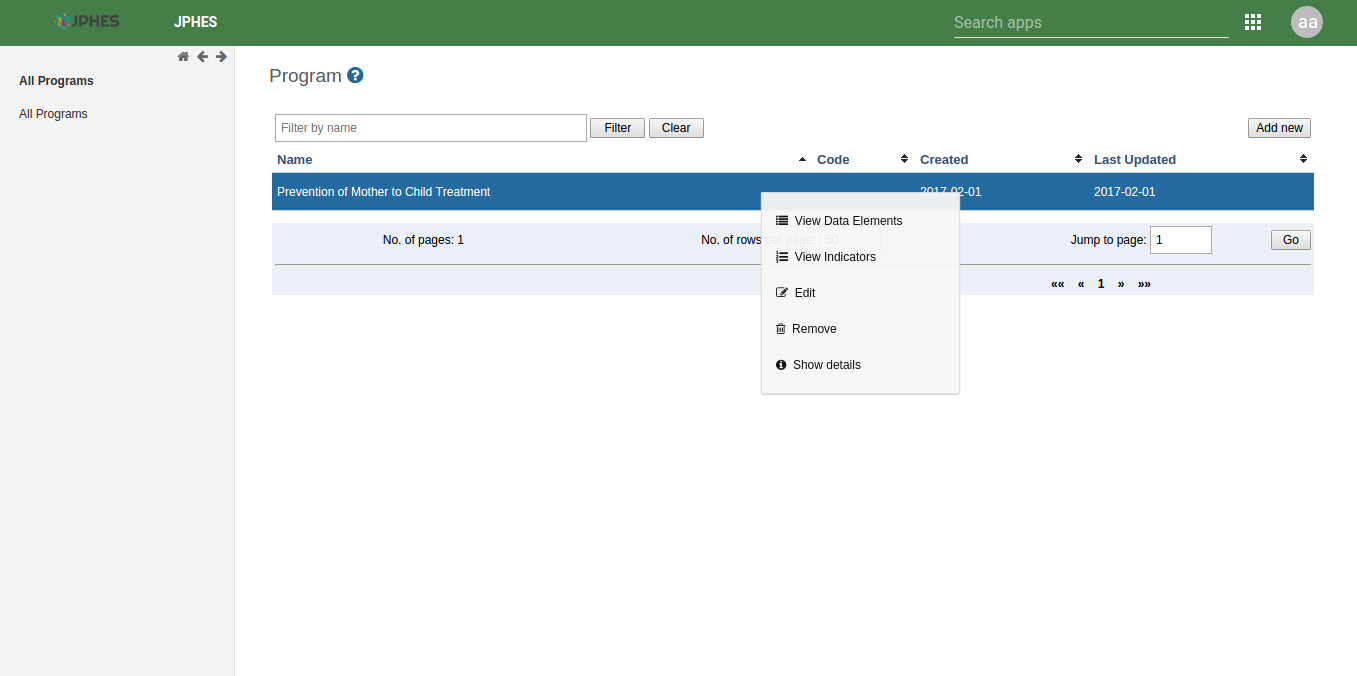 JPHES JPHES Search apps aa
All Programs
All Programs
Program ?
Filter by name Filter Clear Add new
Name Code Created Last Updated
Prevention of Mother to Child Treatment 2017-02-01 2017-02-01
No. of pages: 1 No. of rows per page: 50 Jump to page: 1 Go
«« « 1 » »»
View Data Elements
View Indicators
Edit
Remove
Show details